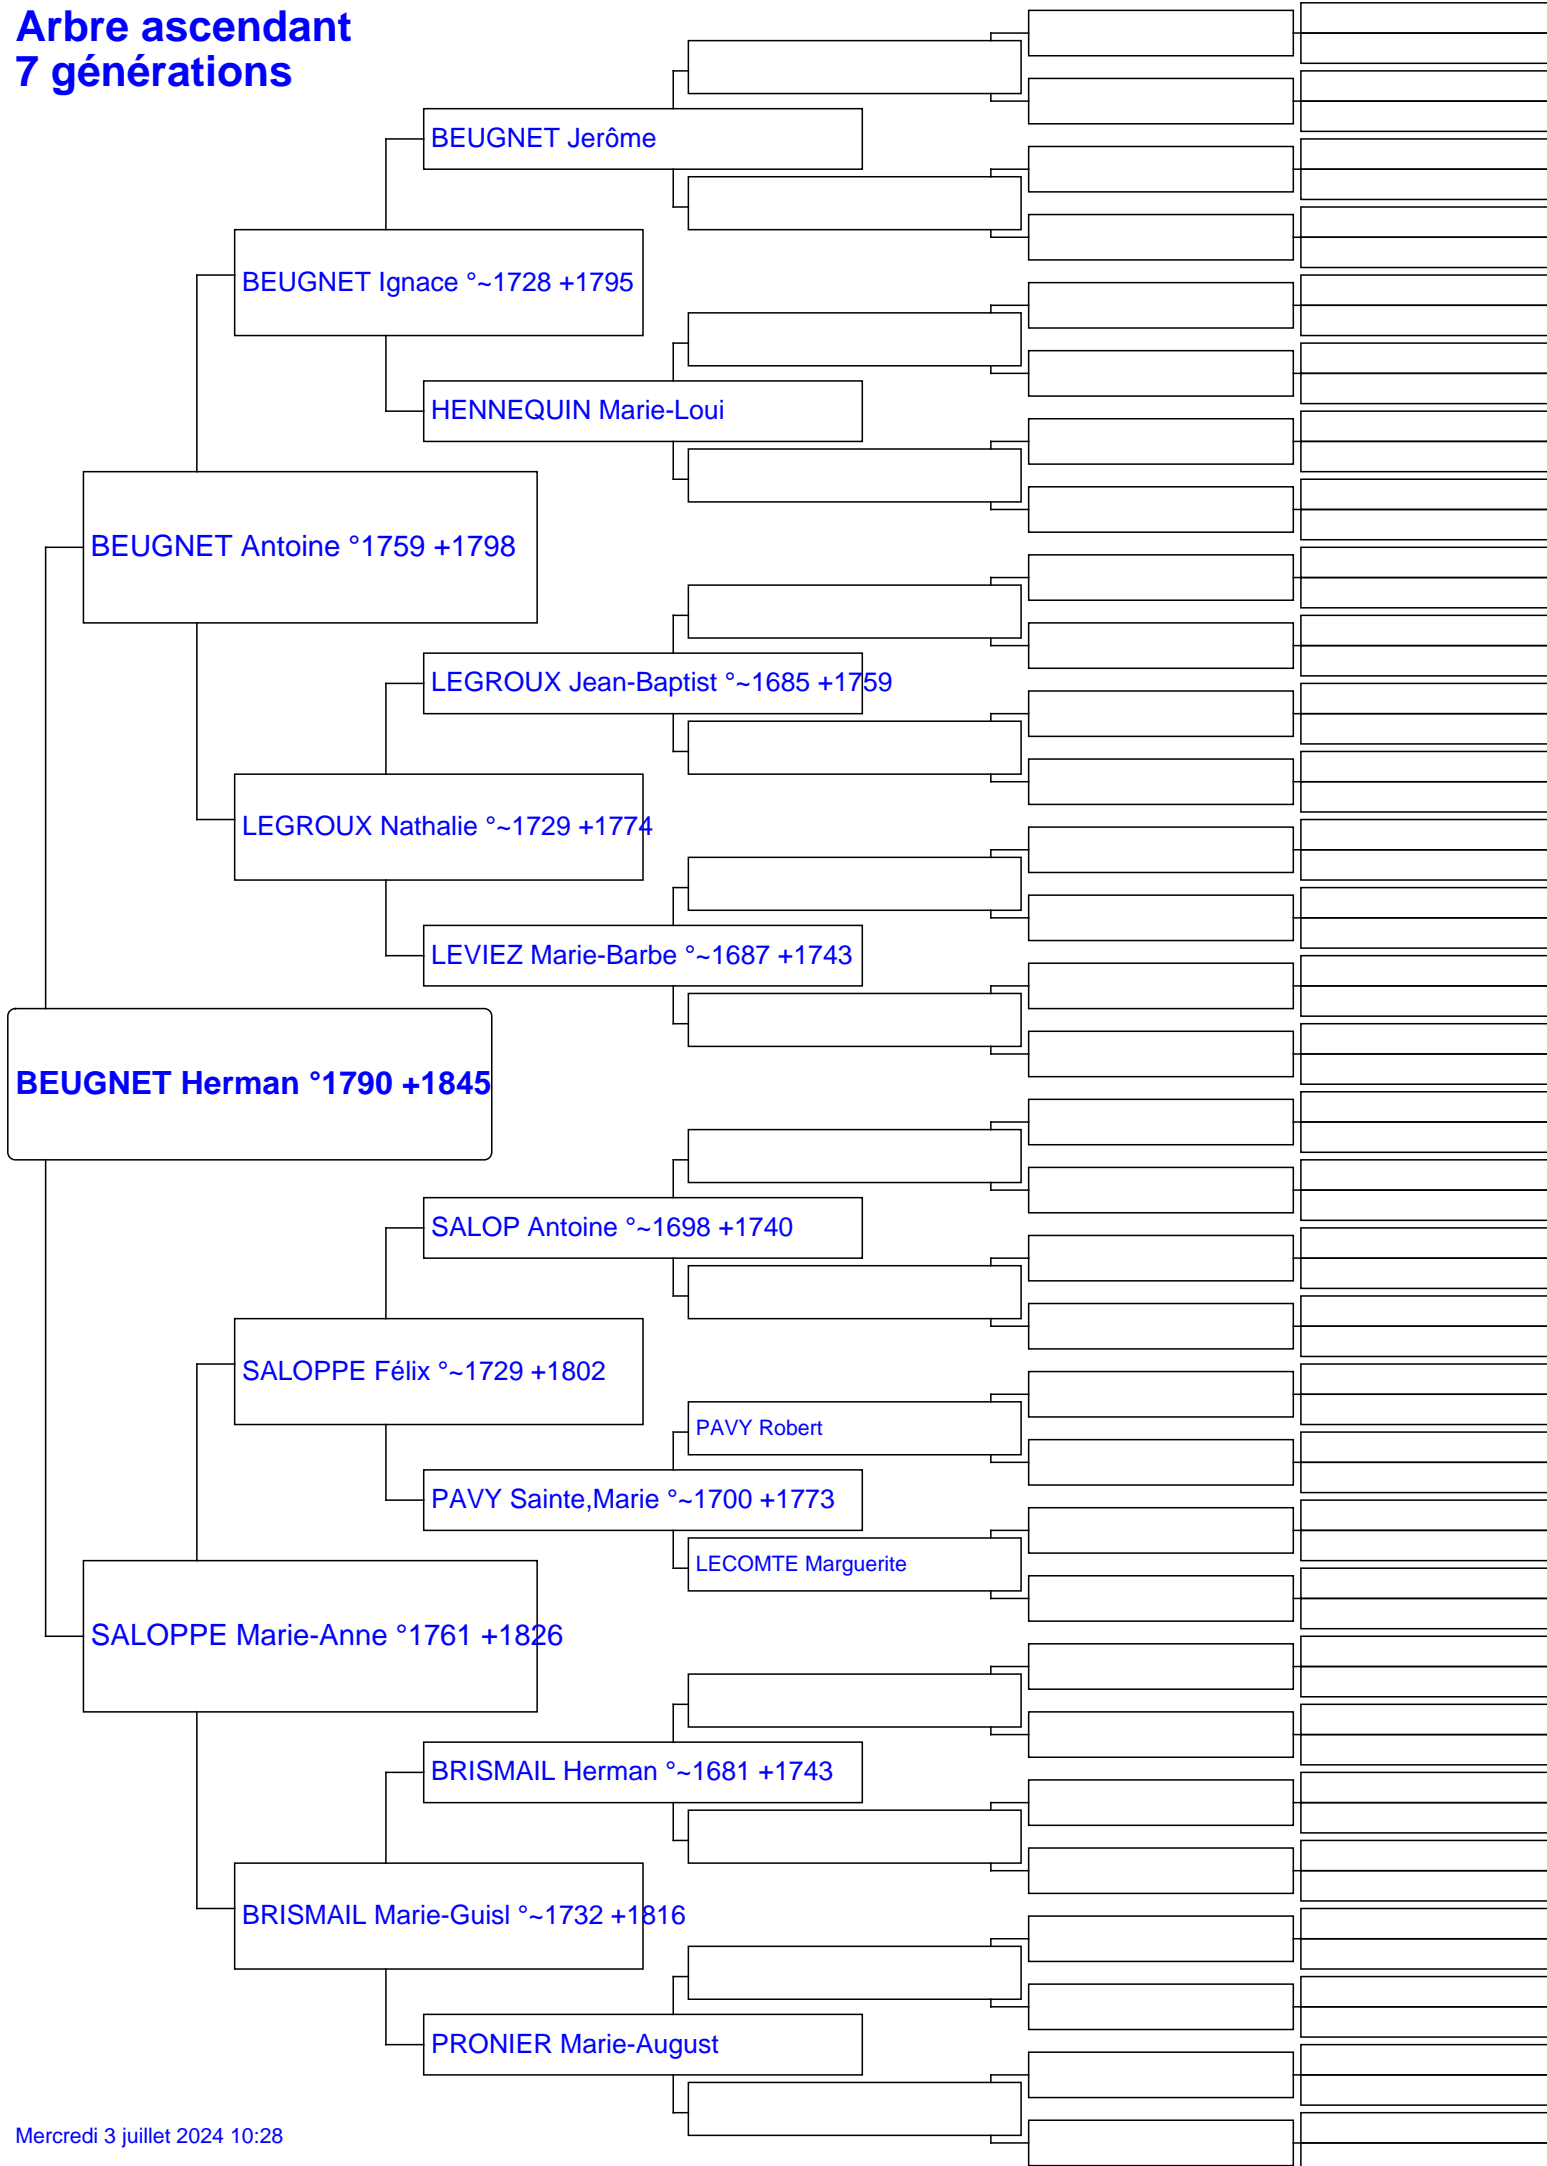 Arbre ascendant
7 générations
BEUGNET Jerôme
BEUGNET Ignace °~1728 +1795
HENNEQUIN Marie-Loui
BEUGNET Antoine °1759 +1798
LEGROUX Jean-Baptist °~1685 +1759
LEGROUX Nathalie °~1729 +1774
LEVIEZ Marie-Barbe °~1687 +1743
BEUGNET Herman °1790 +1845
SALOP Antoine °~1698 +1740
SALOPPE Félix °~1729 +1802
PAVY Robert
PAVY Sainte,Marie °~1700 +1773
LECOMTE Marguerite
SALOPPE Marie-Anne °1761 +1826
BRISMAIL Herman °~1681 +1743
BRISMAIL Marie-Guisl °~1732 +1816
PRONIER Marie-August
Mercredi 3 juillet 2024 10:28